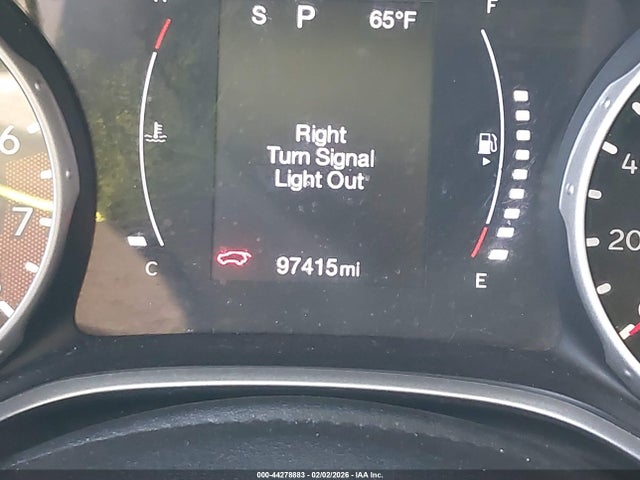 S P 65°F
F
6
7
4
20
Right
Turn Signal
Light Out
C
97415mi
E
000-44278883 | 02/02/2026 | IAA Inc.